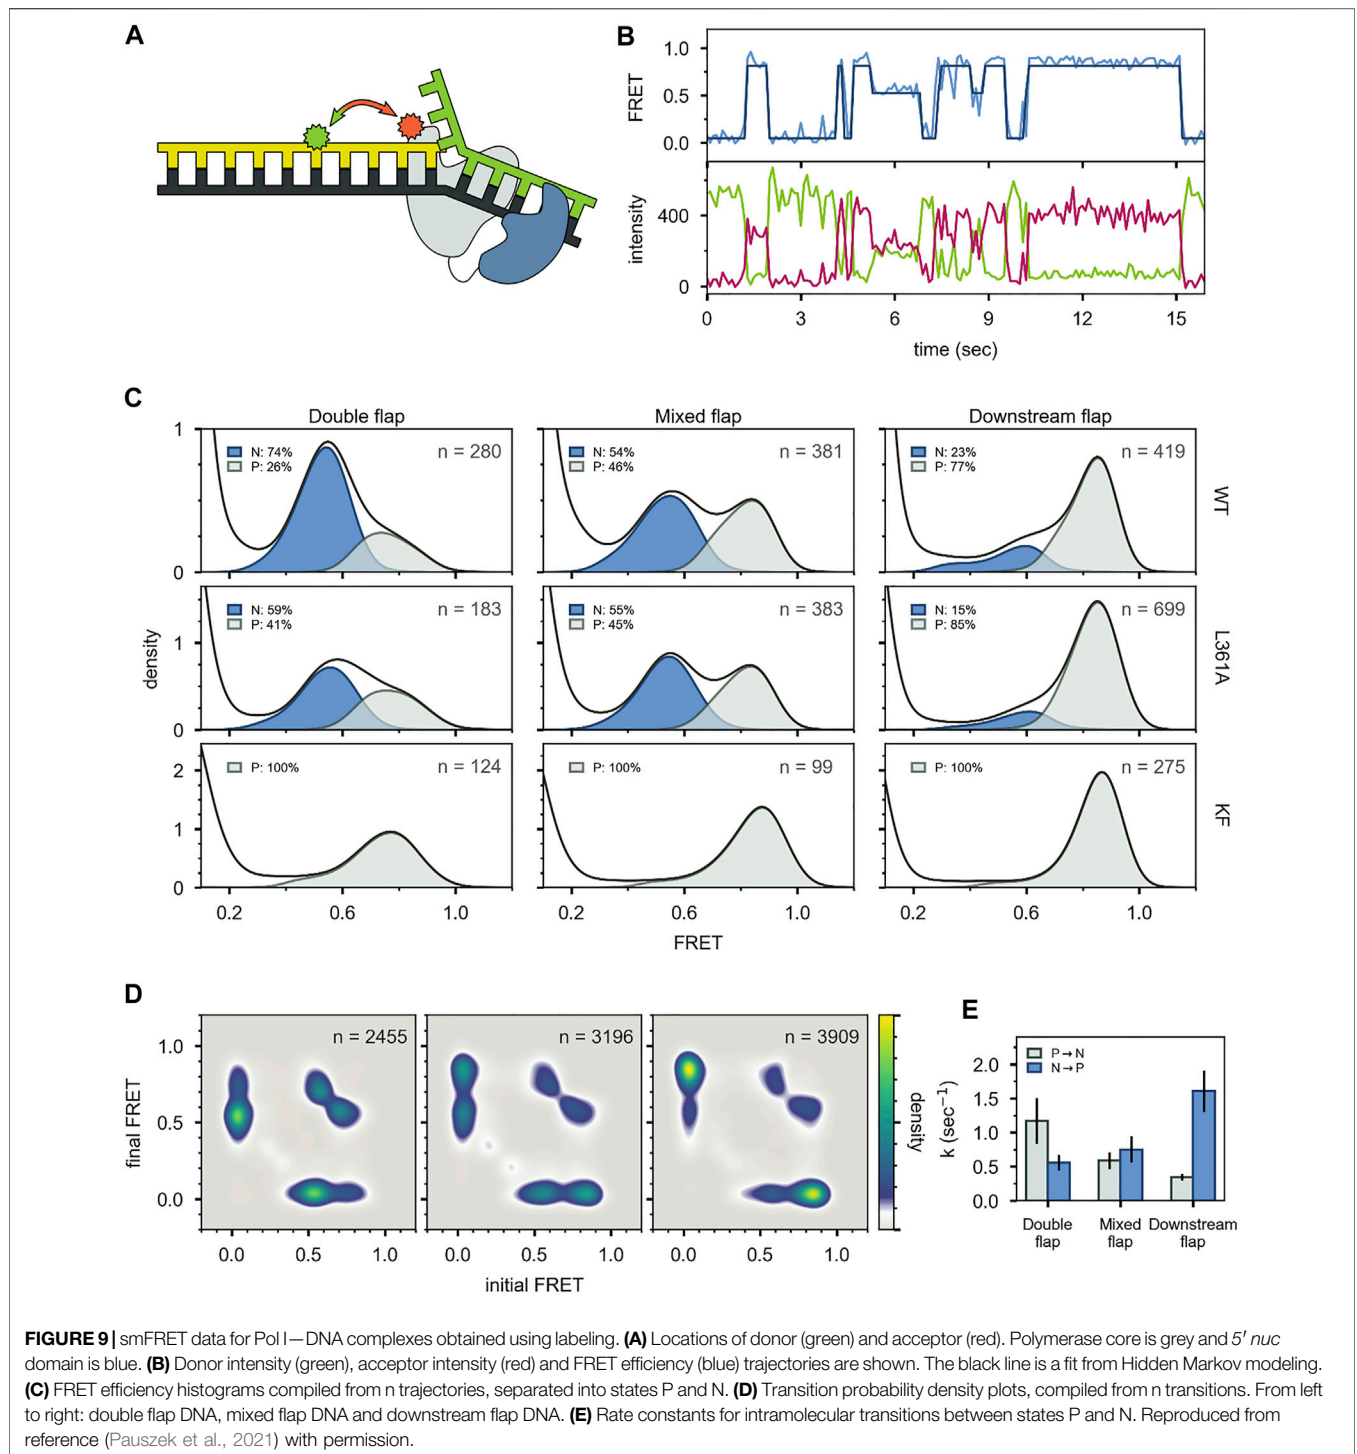 A
B
1.0
0.5
0.0
FRET
400
0
intensity
0
3
6
9
12
15
time (sec)
C
Double flap
Mixed flap
Downstream flap
1
0
N: 74%
P: 26%
n = 280
N: 54%
P: 46%
n = 381
N: 23%
P: 77%
n = 419
WT
1
0
density
N: 59%
P: 41%
n = 183
N: 55%
P: 45%
n = 383
N: 15%
P: 85%
n = 699
L361A
2
1
0
P: 100%
n = 124
P: 100%
n = 99
P: 100%
n = 275
KF
0.2
0.6
1.0
0.2
0.6
1.0
0.2
0.6
1.0
FRET
D
1.0
0.5
0.0
final FRET
n = 2455
n = 3196
n = 3909
density
0.0
0.5
1.0
0.0
0.5
1.0
0.0
0.5
1.0
initial FRET
E
P→N
N→P
2.0
1.5
1.0
0.5
0.0
k (sec⁻¹)
Double
flap
Mixed
flap
Downstream
flap
FIGURE 9 | smFRET data for Pol I—DNA complexes obtained using labeling. (A) Locations of donor (green) and acceptor (red). Polymerase core is grey and 5′ nuc
domain is blue. (B) Donor intensity (green), acceptor intensity (red) and FRET efficiency (blue) trajectories are shown. The black line is a fit from Hidden Markov modeling.
(C) FRET efficiency histograms compiled from n trajectories, separated into states P and N. (D) Transition probability density plots, compiled from n transitions. From left
to right: double flap DNA, mixed flap DNA and downstream flap DNA. (E) Rate constants for intramolecular transitions between states P and N. Reproduced from
reference (Pauszek et al., 2021) with permission.